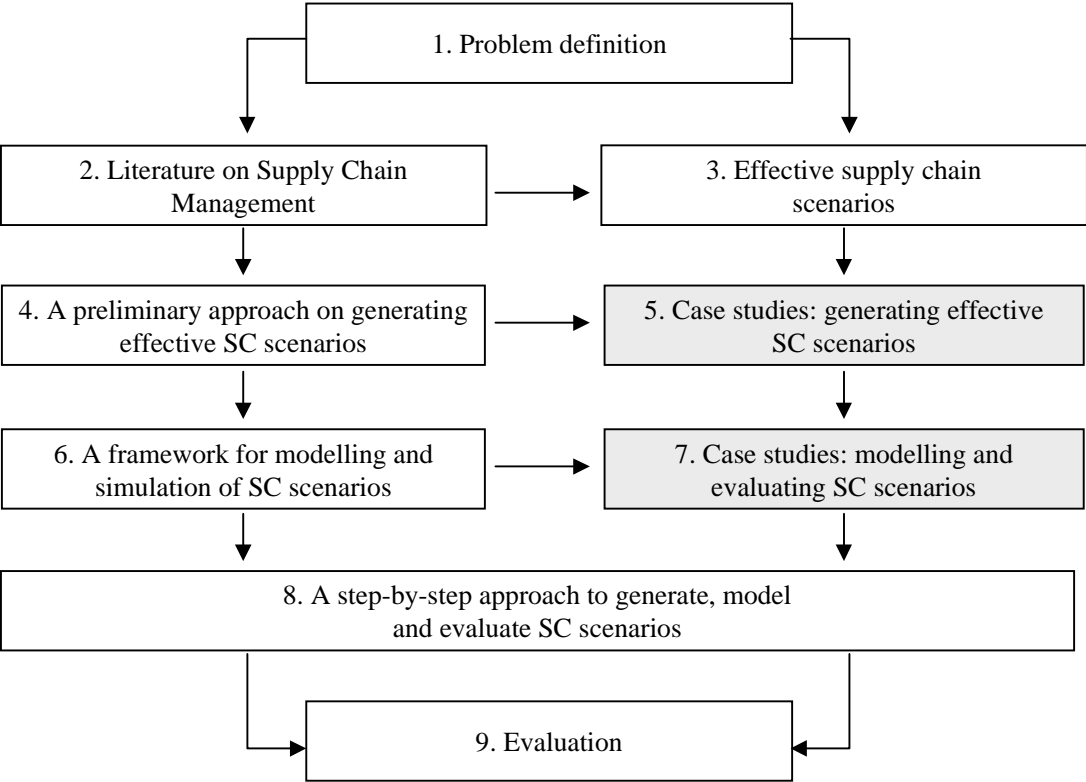 1. Problem definition
2. Literature on Supply Chain
Management
3. Effective supply chain
scenarios
4. A preliminary approach on generating
effective SC scenarios
5. Case studies: generating effective
SC scenarios
6. A framework for modelling and
simulation of SC scenarios
7. Case studies: modelling and
evaluating SC scenarios
8. A step-by-step approach to generate, model
and evaluate SC scenarios
9. Evaluation